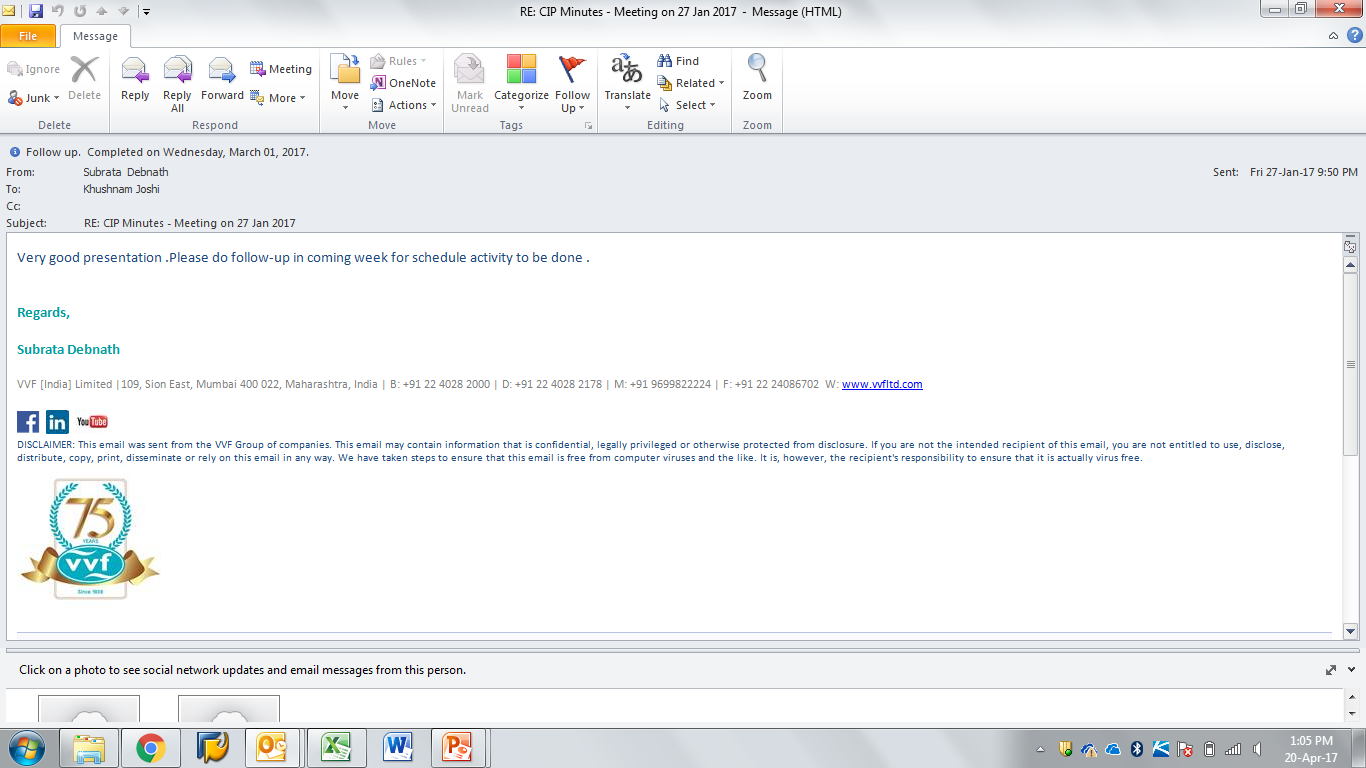 RE: CIP Minutes - Meeting on 27 Jan 2017 - Message (HTML)
File
Message
Ignore
Junk
Delete
Delete
Reply
Reply All
Forward
Meeting
More
Respond
Move
Rules
OneNote
Actions
Move
Mark Unread
Categorize
Follow Up
Tags
Translate
Find
Related
Select
Editing
Zoom
Zoom
Follow up. Completed on Wednesday, March 01, 2017.
From: Subrata Debnath
Sent: Fri 27-Jan-17 9:50 PM
To: Khushnam Joshi
Cc:
Subject: RE: CIP Minutes - Meeting on 27 Jan 2017
Very good presentation .Please do follow-up in coming week for schedule activity to be done .
Regards,
Subrata Debnath
VVF [India] Limited |109, Sion East, Mumbai 400 022, Maharashtra, India | B: +91 22 4028 2000 | D: +91 22 4028 2178 | M: +91 9699822224 | F: +91 22 24086702 W: www.vvfltd.com
f in You Tube
DISCLAIMER: This email was sent from the VVF Group of companies. This email may contain information that is confidential, legally privileged or otherwise protected from disclosure. If you are not the intended recipient of this email, you are not entitled to use, disclose,
distribute, copy, print, disseminate or rely on this email in any way. We have taken steps to ensure that this email is free from computer viruses and the like. It is, however, the recipient's responsibility to ensure that it is actually virus free.
75
YEARS
vvf
Since 1939
Click on a photo to see social network updates and email messages from this person.
1:05 PM
20-Apr-17